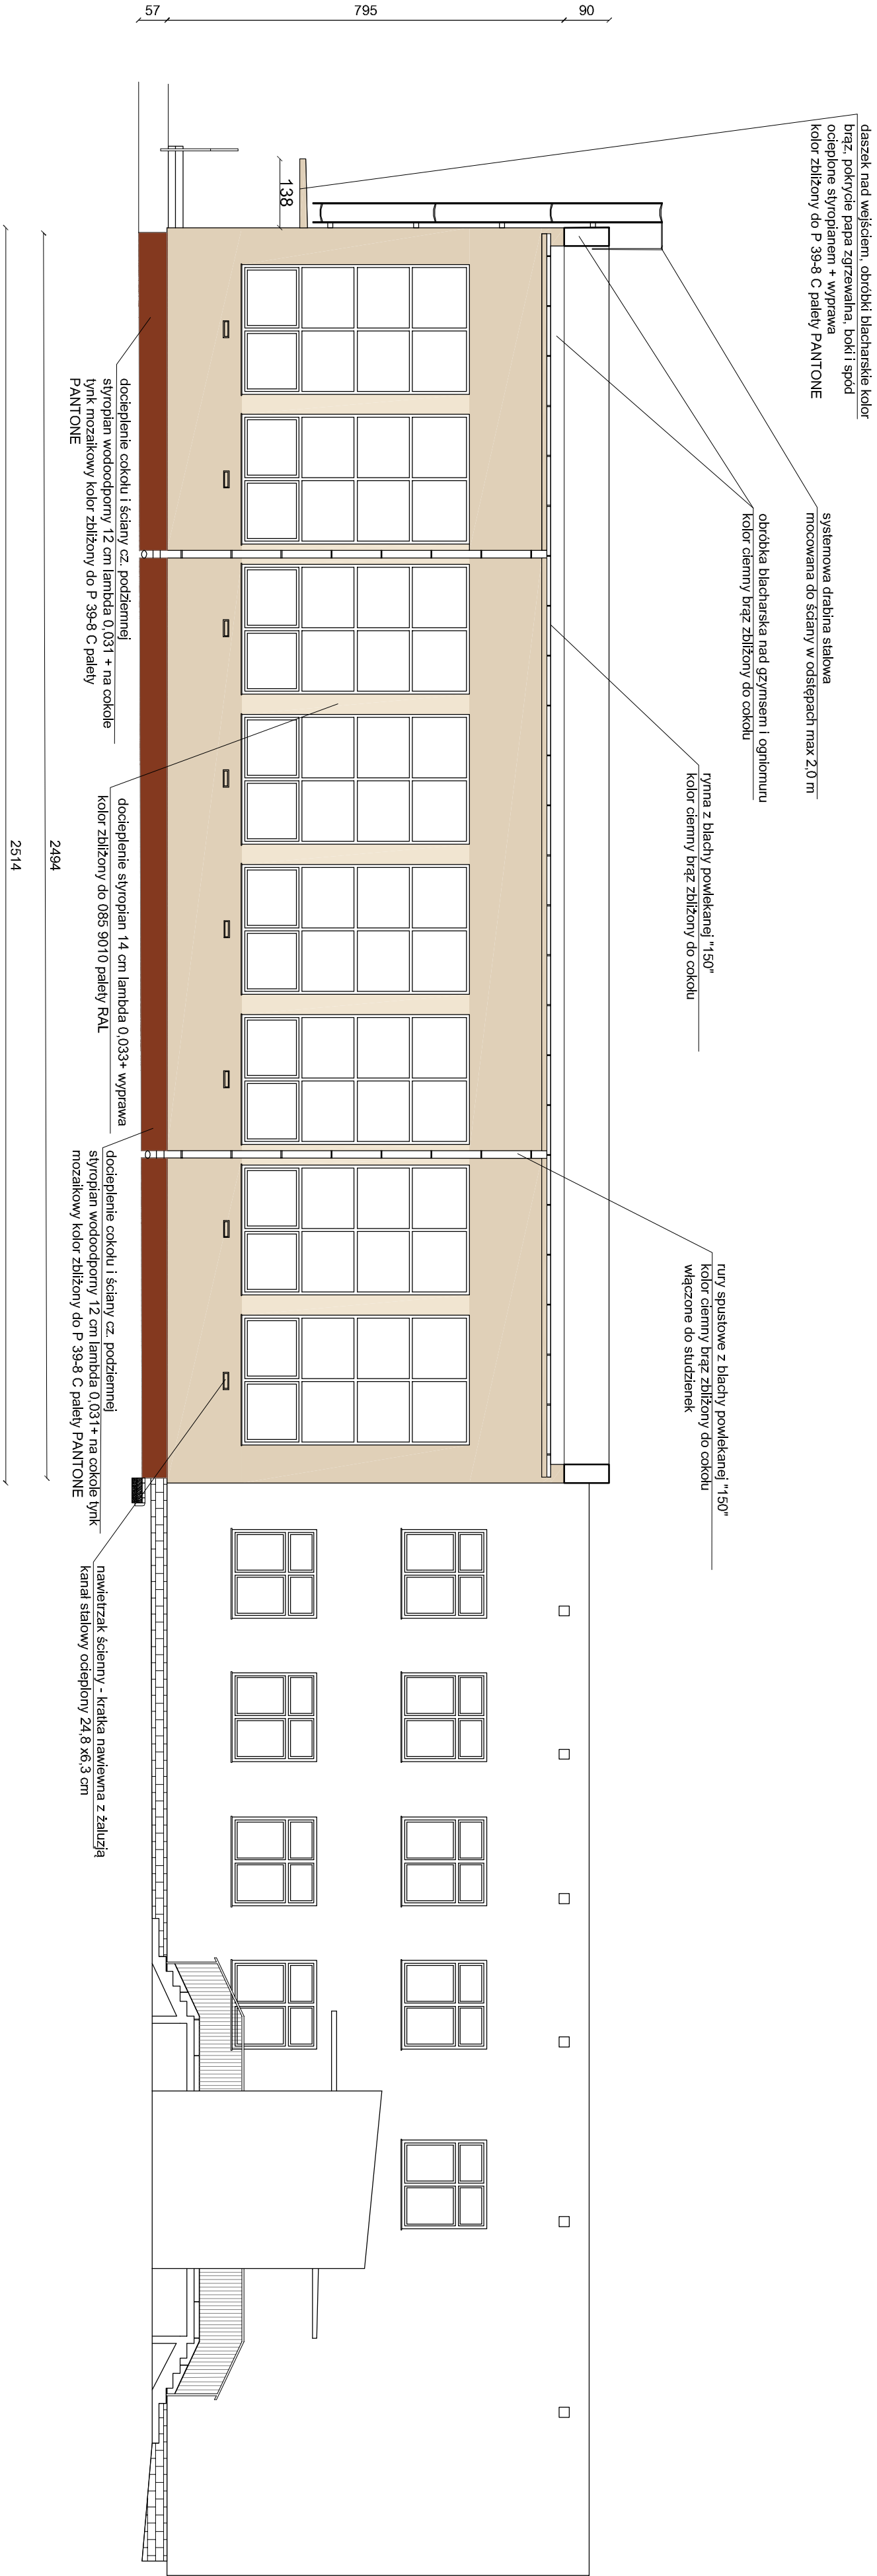 daszek nad wejściem, obróbki blacharskie kolor
brąz, pokrycie papa zgrzewalna, boki i spód
ocieplone styropianem + wyprawa
kolor zbliżony do P 39-8 C palety PANTONE
systemowa drabina stalowa
mocowana do ściany w odstępach max 2,0 m
obróbka blacharska nad gzymsem i ogniomuru
kolor ciemny brąz zbliżony do cokołu
rynna z blachy powlekanej "150"
kolor ciemny brąz zbliżony do cokołu
rury spustowe z blachy powlekanej "150"
kolor ciemny brąz zbliżony do cokołu
włączone do studzienek
90
795
57
138
docieplenie cokołu i ściany cz. podziemnej
styropian wodoodporny 12 cm lambda 0,031 + na cokole
tynk mozaikowy kolor zbliżony do P 39-8 C palety
PANTONE
docieplenie styropian 14 cm lambda 0,033+ wyprawa
kolor zbliżony do 085 9010 palety RAL
docieplenie cokołu i ściany cz. podziemnej
styropian wodoodporny 12 cm lambda 0,031+ na cokole tynk
mozaikowy kolor zbliżony do P 39-8 C palety PANTONE
nawietrzak ścienny - kratka nawiewna z żaluzją
kanał stalowy ocieplony 24,8 x6,3 cm
2494
2514